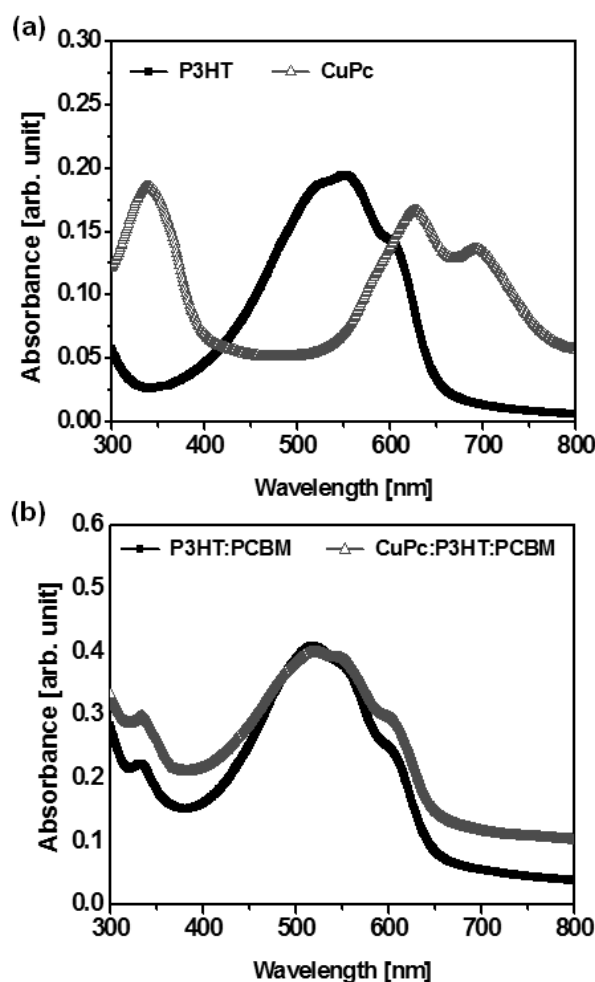 (a)
0.30
0.25
0.20
0.15
0.10
0.05
0.00
Absorbance [arb. unit]
P3HT CuPc
300 400 500 600 700 800
Wavelength [nm]
(b)
0.6
0.5
0.4
0.3
0.2
0.1
0.0
Absorbance [arb. unit]
P3HT:PCBM CuPc:P3HT:PCBM
300 400 500 600 700 800
Wavelength [nm]